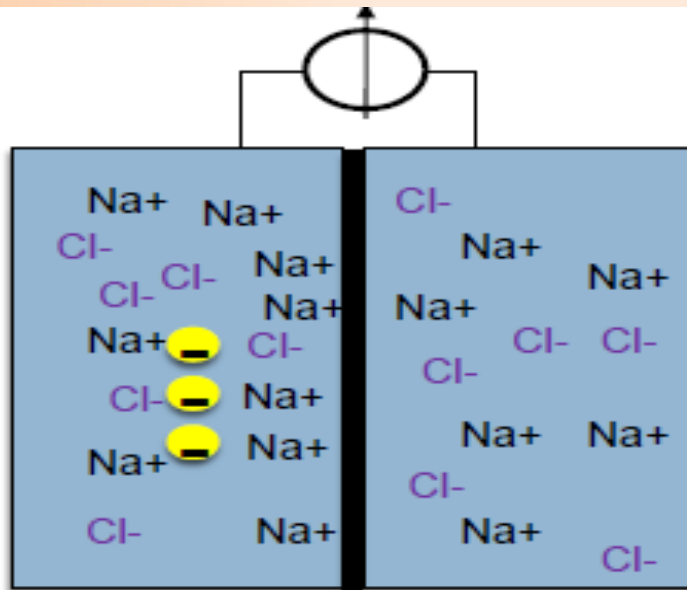 Na+ Na+
Cl-
Cl- Cl- Na+
Na+
Na+ - Cl-
Cl- - Na+
Na+ - Na+
Cl- Na+
Cl-
Na+
Na+
Na+
Cl- Cl-
Cl-
Na+ Na+
Cl-
Na+
Cl-